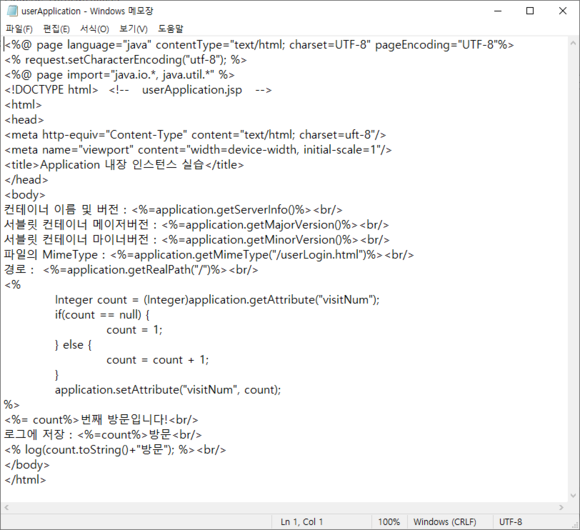 userApplication - Windows 메모장
파일(F) 편집(E) 서식(O) 보기(V) 도움말
<%@ page language="java" contentType="text/html; charset=UTF-8" pageEncoding="UTF-8"%>
<% request.setCharacterEncoding("utf-8"); %>
<%@ page import="java.io.*, java.util.*" %>
<!DOCTYPE html>  <!--   userApplication.jsp   -->
<html>
<head>
<meta http-equiv="Content-Type" content="text/html; charset=uft-8"/>
<meta name="viewport" content="width=device-width, initial-scale=1"/>
<title>Application 내장 인스턴스 실습</title>
</head>
<body>
컨테이너 이름 및 버전 : <%=application.getServerInfo()%><br/>
서블릿 컨테이너 메이저버전 : <%=application.getMajorVersion()%><br/>
서블릿 컨테이너 마이너버전 : <%=application.getMinorVersion()%><br/>
파일의 MimeType : <%=application.getMimeType("/userLogin.html")%><br/>
경로 :  <%=application.getRealPath("/")%><br/>
<%
	Integer count = (Integer)application.getAttribute("visitNum");
	if(count == null) {
		count = 1;
	} else {
		count = count + 1;
	}
	application.setAttribute("visitNum", count);
%>
<%= count%>번째 방문입니다!<br/>
로그에 저장 : <%=count%>방문<br/>
<% log(count.toString()+"방문"); %><br/>
</body>
</html>
Ln 1, Col 1 100% Windows (CRLF) UTF-8